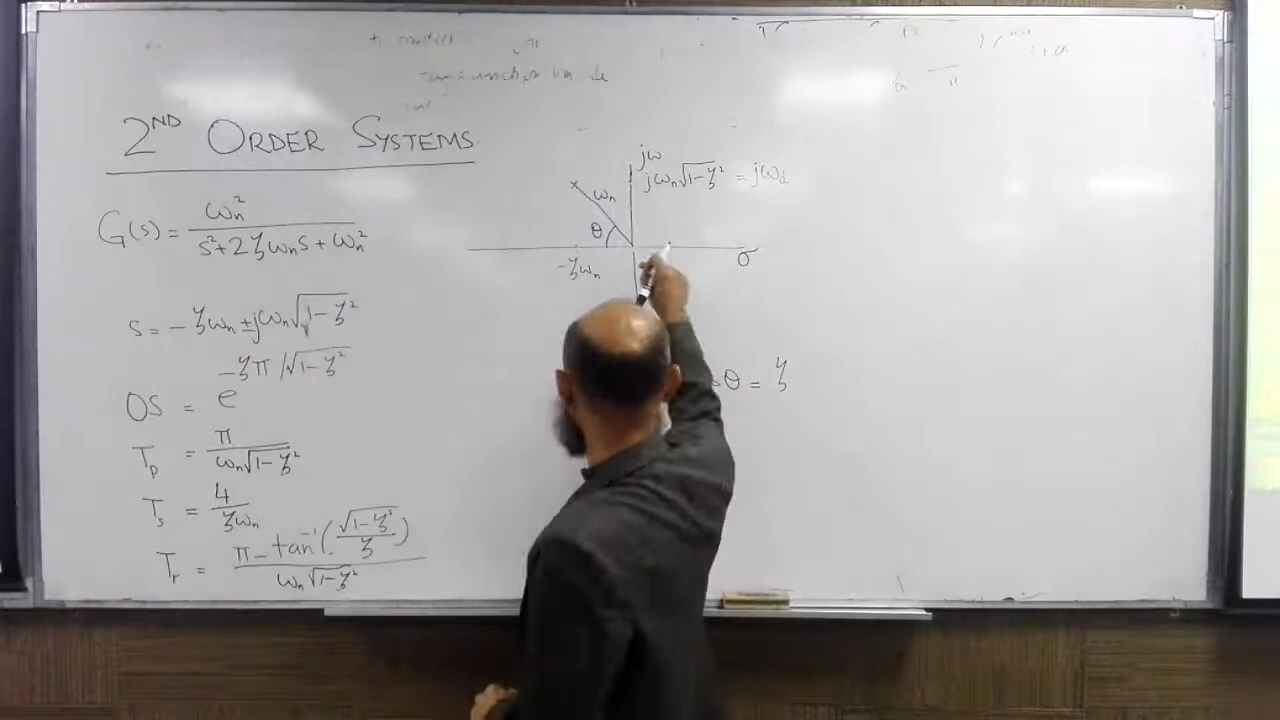 2ND ORDER SYSTEMS
G(s) = ωn² / (s² + 2ζωns + ωn²)
s = -ζωn ± jωn√(1-ζ²)
OS = e^(-ζπ/√(1-ζ²))
Tp = π / (ωn√(1-ζ²))
Ts = 4 / (ζωn)
Tr = (π - tan⁻¹(√(1-ζ²)/ζ)) / (ωn√(1-ζ²))
jω
jωn√(1-ζ²) = jωd
ωn
θ
-ζωn
σ
θ = ζ